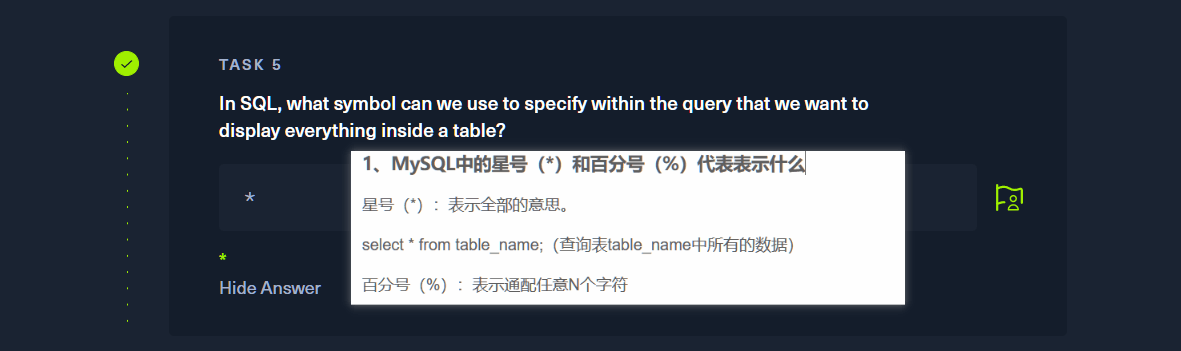 TASK 5
In SQL, what symbol can we use to specify within the query that we want to
display everything inside a table?
1、MySQL中的星号（*）和百分号（%）代表表示什么
*
星号（*）：表示全部的意思。
select * from table_name;（查询表table_name中所有的数据）
*
Hide Answer
百分号（%）：表示通配任意N个字符